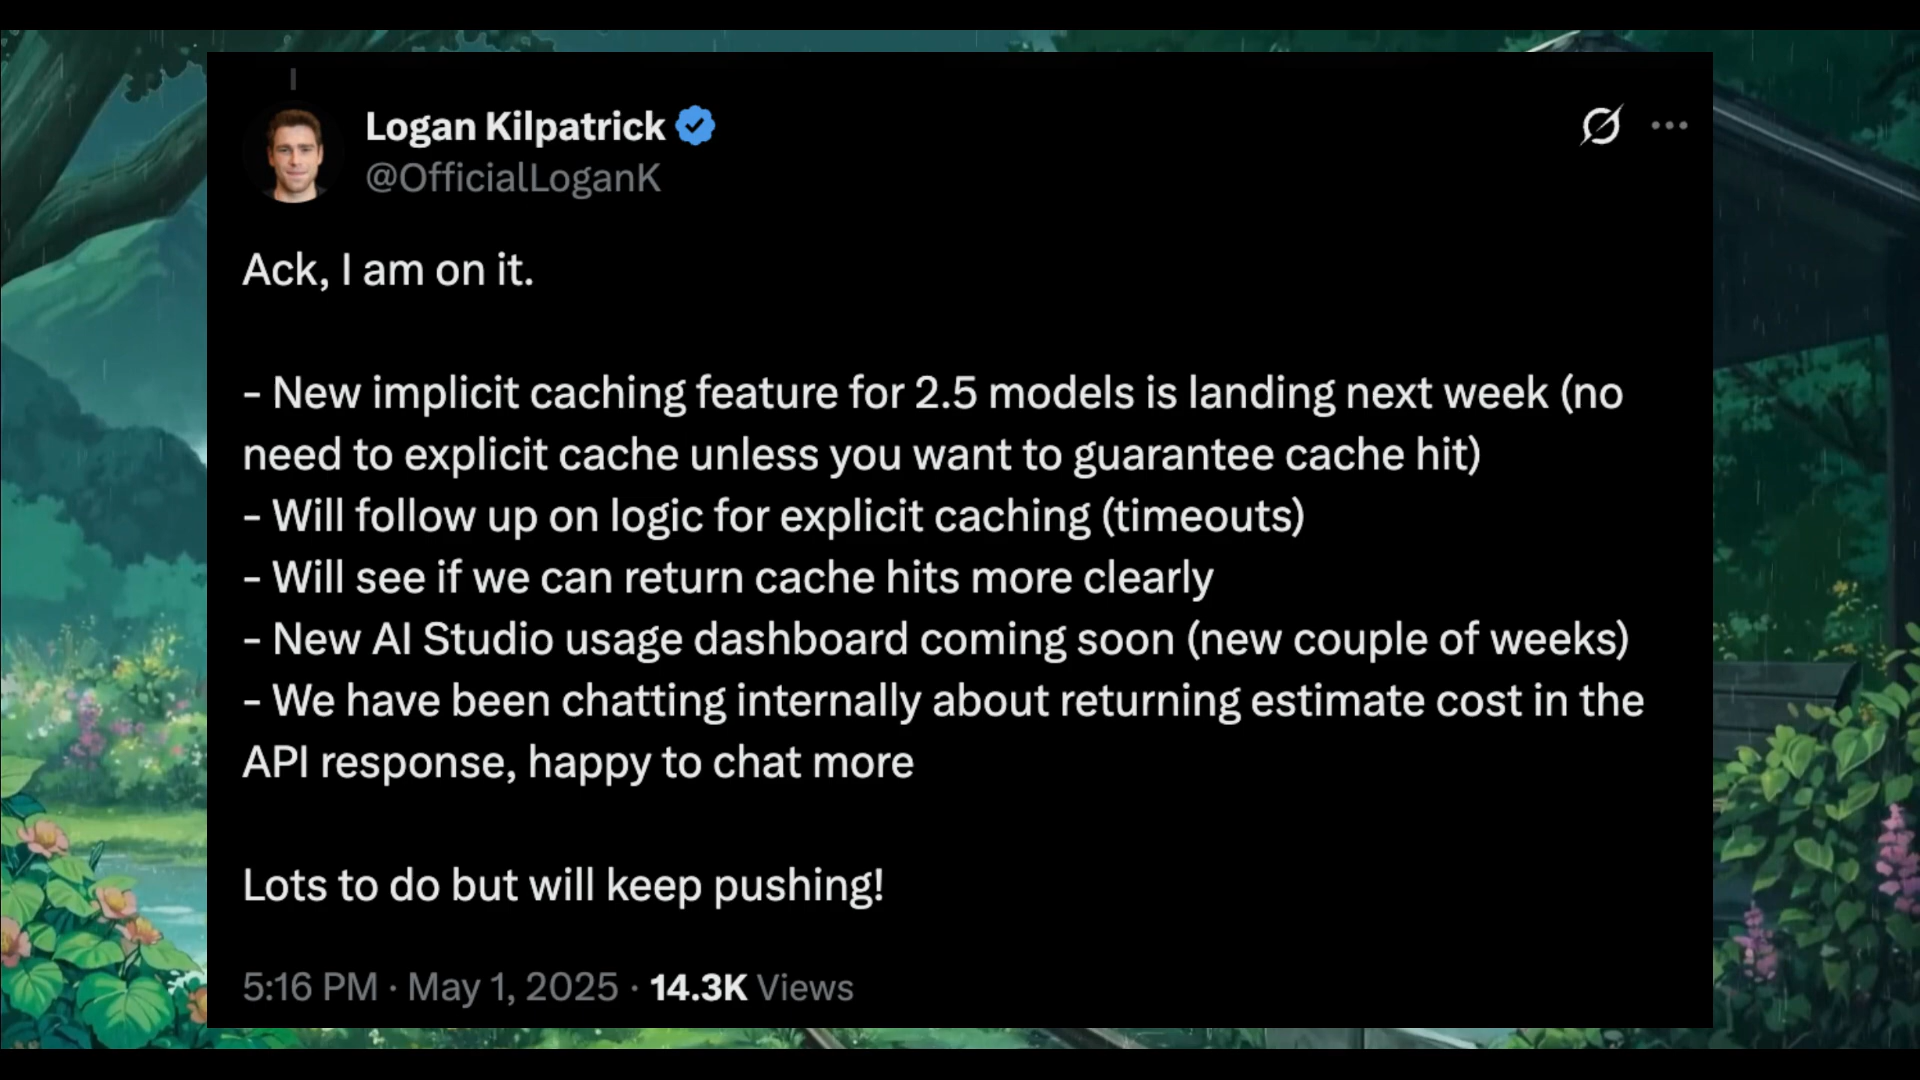 Logan Kilpatrick
@OfficialLoganK
Ack, I am on it.
- New implicit caching feature for 2.5 models is landing next week (no
need to explicit cache unless you want to guarantee cache hit)
- Will follow up on logic for explicit caching (timeouts)
- Will see if we can return cache hits more clearly
- New AI Studio usage dashboard coming soon (new couple of weeks)
- We have been chatting internally about returning estimate cost in the
API response, happy to chat more
Lots to do but will keep pushing!
5:16 PM · May 1, 2025 · 14.3K Views